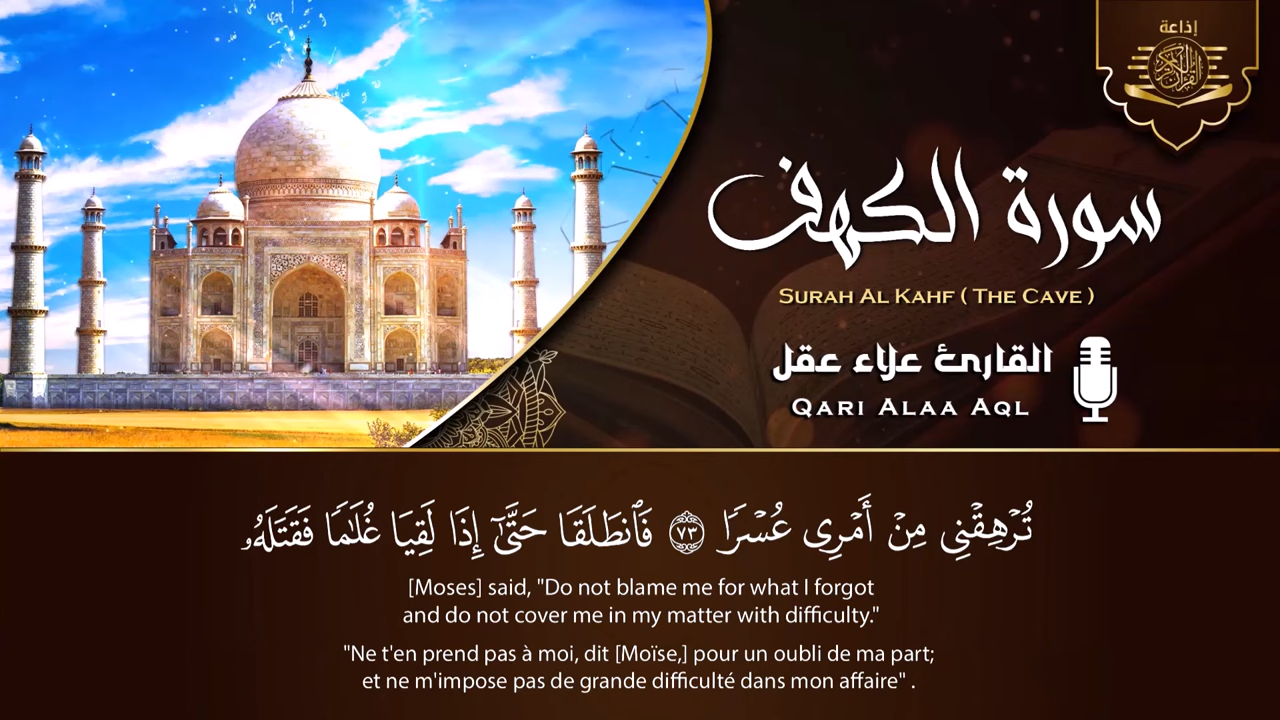 إذاعة
القرآن الكريم
سورة الكهف
SURAH AL KAHF ( THE CAVE )
القارئ علاء عقل
QARI ALAA AQL
تُرْهِقْنِى مِنْ أَمْرِى عُسْرًا ٧٣ فَٱنطَلَقَا حَتَّىٰٓ إِذَا لَقِيَا غُلَٰمًا فَقَتَلَهُۥ
[Moses] said, "Do not blame me for what I forgot
and do not cover me in my matter with difficulty."
"Ne t'en prend pas à moi, dit [Moïse,] pour un oubli de ma part;
et ne m'impose pas de grande difficulté dans mon affaire" .